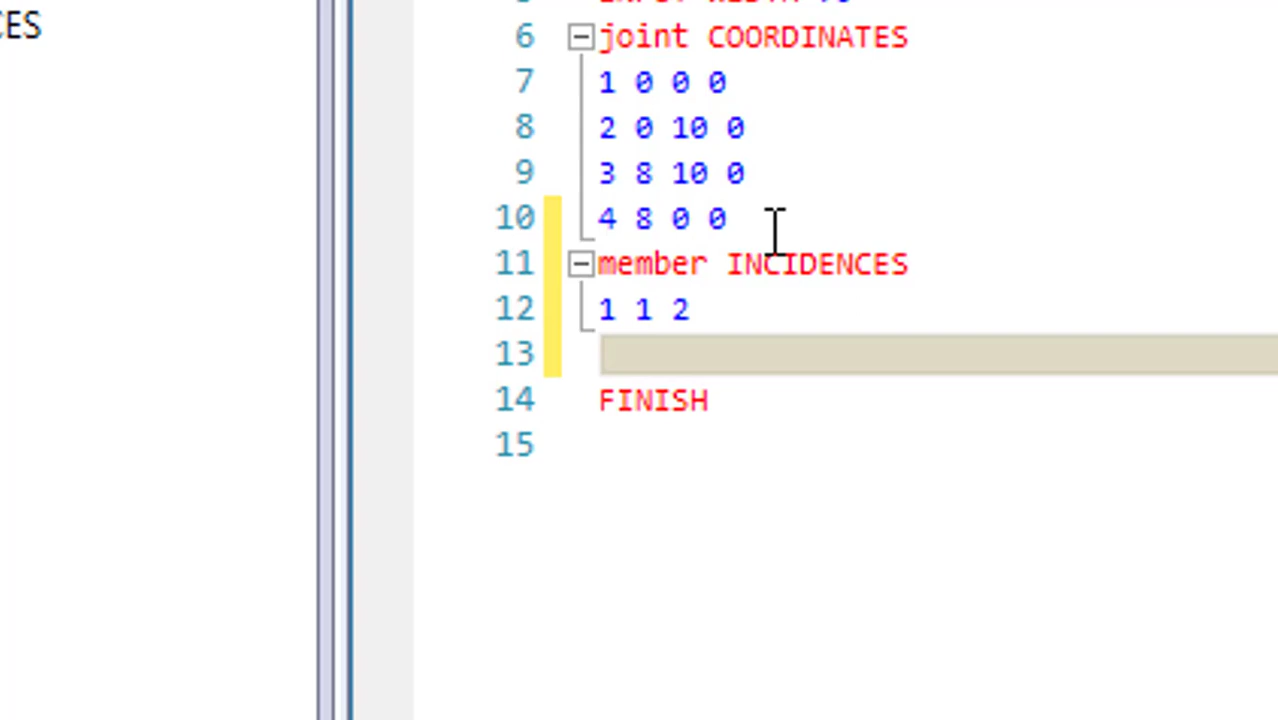 CES
6 joint COORDINATES
7 1 0 0 0
8 2 0 10 0
9 3 8 10 0
10 4 8 0 0
11 member INCIDENCES
12 1 1 2
13
14 FINISH
15